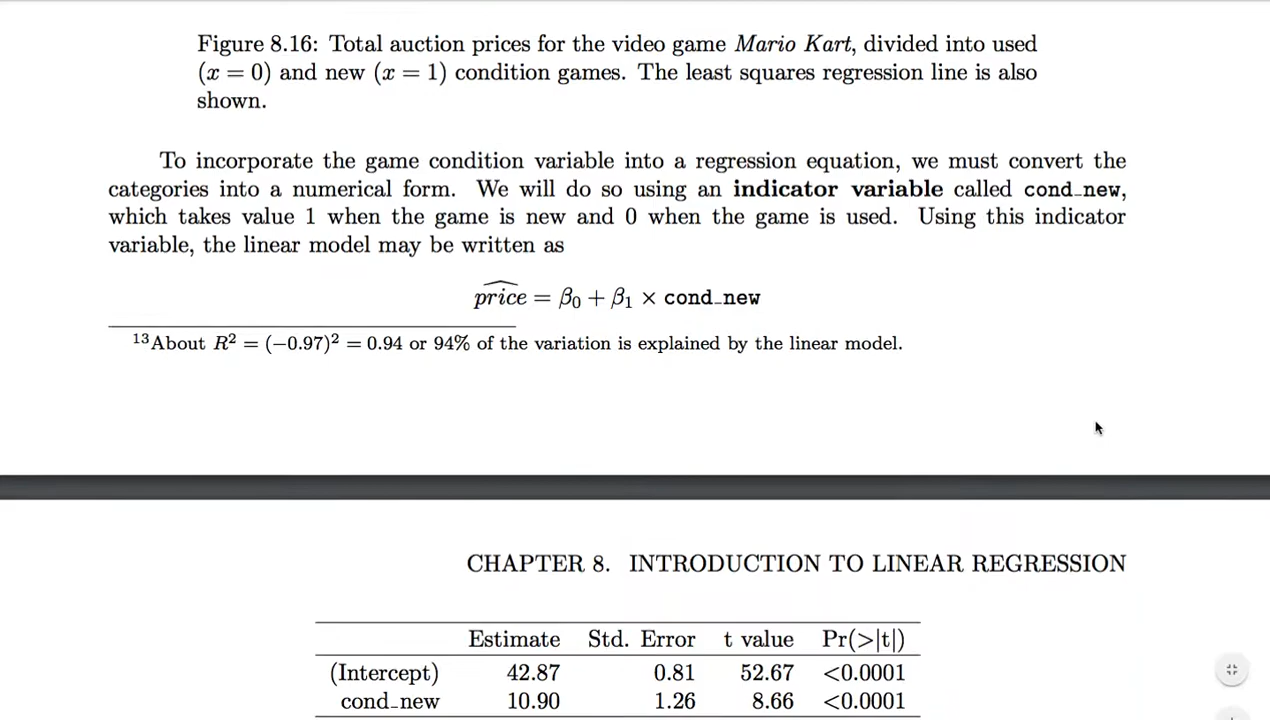 Figure 8.16: Total auction prices for the video game Mario Kart, divided into used
(x = 0) and new (x = 1) condition games. The least squares regression line is also
shown.
To incorporate the game condition variable into a regression equation, we must convert the
categories into a numerical form. We will do so using an indicator variable called cond_new,
which takes value 1 when the game is new and 0 when the game is used. Using this indicator
variable, the linear model may be written as
\widehat{price} = β₀ + β₁ × cond_new
¹³About R² = (−0.97)² = 0.94 or 94% of the variation is explained by the linear model.
CHAPTER 8. INTRODUCTION TO LINEAR REGRESSION
Estimate Std. Error t value Pr(>|t|)
(Intercept) 42.87 0.81 52.67 <0.0001
cond_new 10.90 1.26 8.66 <0.0001